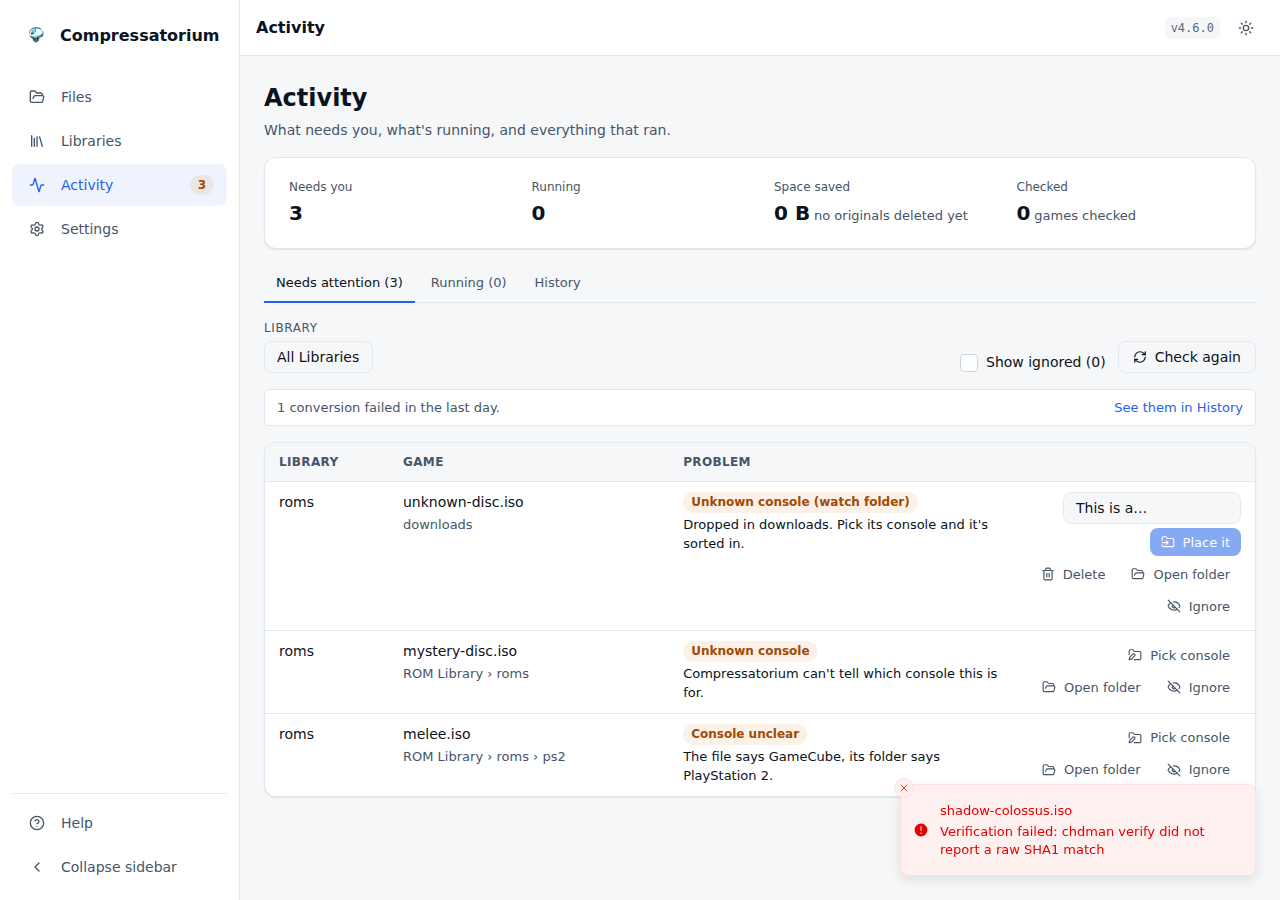 Compressatorium
Activity
v4.6.0
Files
Libraries
Activity
3
Settings
Help
Collapse sidebar
Activity
What needs you, what's running, and everything that ran.
Needs you
3
Running
0
Space saved
0 B no originals deleted yet
Checked
0 games checked
Needs attention (3)
Running (0)
History
LIBRARY
All Libraries
Show ignored (0)
Check again
1 conversion failed in the last day.
See them in History
LIBRARY
GAME
PROBLEM
roms
unknown-disc.iso
downloads
Unknown console (watch folder)
Dropped in downloads. Pick its console and it's
sorted in.
This is a...
Place it
Delete
Open folder
Ignore
roms
mystery-disc.iso
ROM Library › roms
Unknown console
Compressatorium can't tell which console this is
for.
Pick console
Open folder
Ignore
roms
melee.iso
ROM Library › roms › ps2
Console unclear
The file says GameCube, its folder says
PlayStation 2.
Pick console
Open folder
Ignore
shadow-colossus.iso
Verification failed: chdman verify did not
report a raw SHA1 match